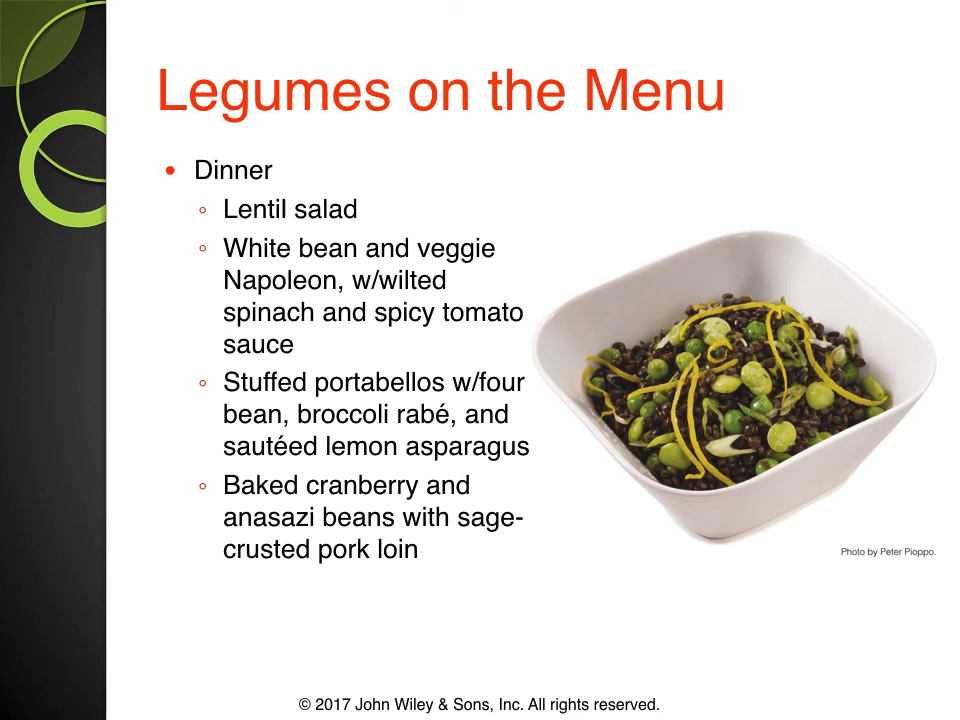 Legumes on the Menu
• Dinner
◦ Lentil salad
◦ White bean and veggie
Napoleon, w/wilted
spinach and spicy tomato
sauce
◦ Stuffed portabellos w/four
bean, broccoli rabé, and
sautéed lemon asparagus
◦ Baked cranberry and
anasazi beans with sage-
crusted pork loin
Photo by Peter Pioppo.
© 2017 John Wiley & Sons, Inc. All rights reserved.